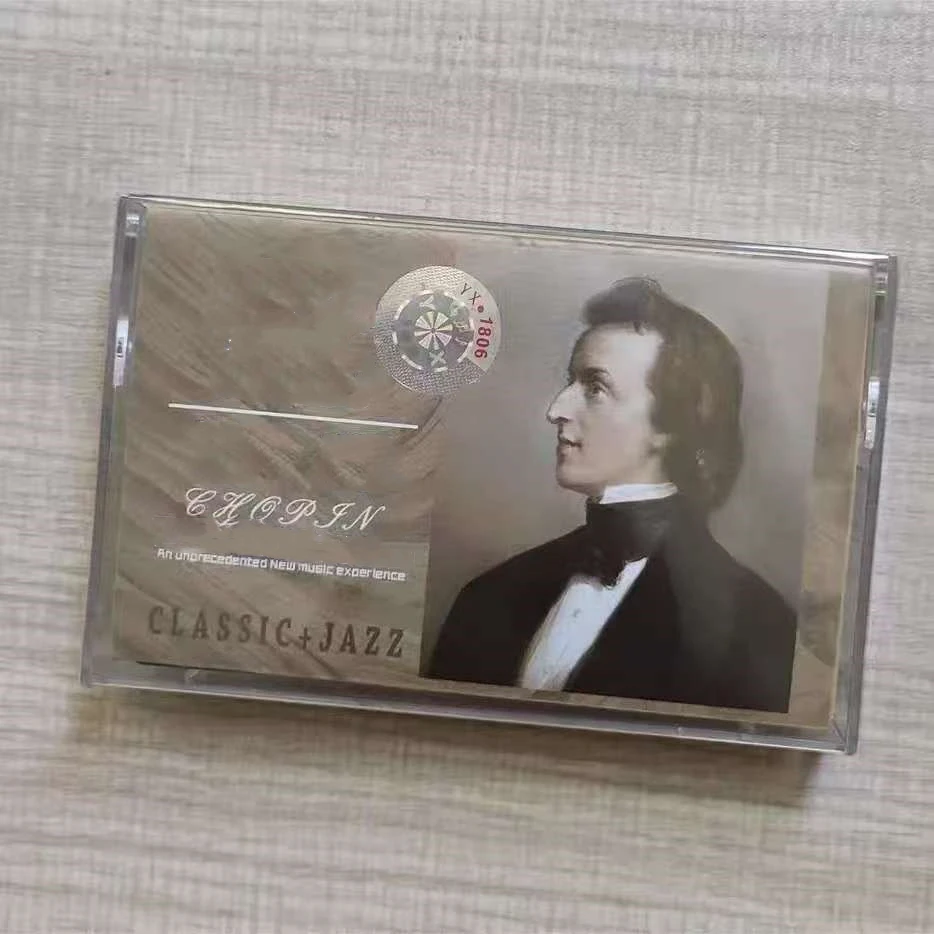 YX●1806
CHOPIN
An unprecedented New music experience
CLASSIC+JAZZ